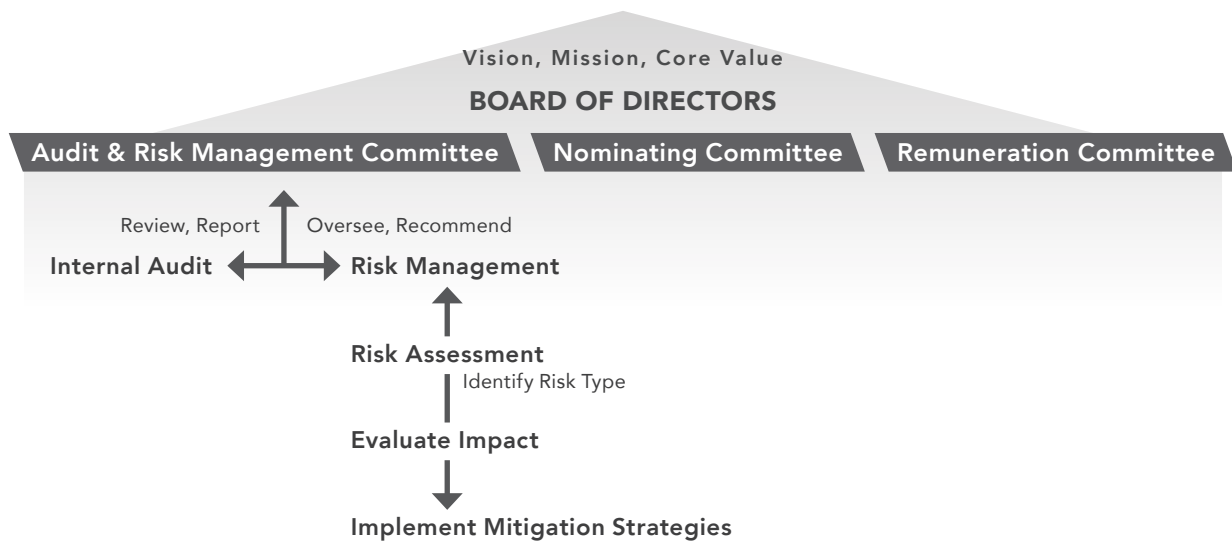 Vision, Mission, Core Value
BOARD OF DIRECTORS
Audit & Risk Management Committee
Nominating Committee
Remuneration Committee
Review, Report
Oversee, Recommend
Internal Audit
Risk Management
Risk Assessment
Identify Risk Type
Evaluate Impact
Implement Mitigation Strategies